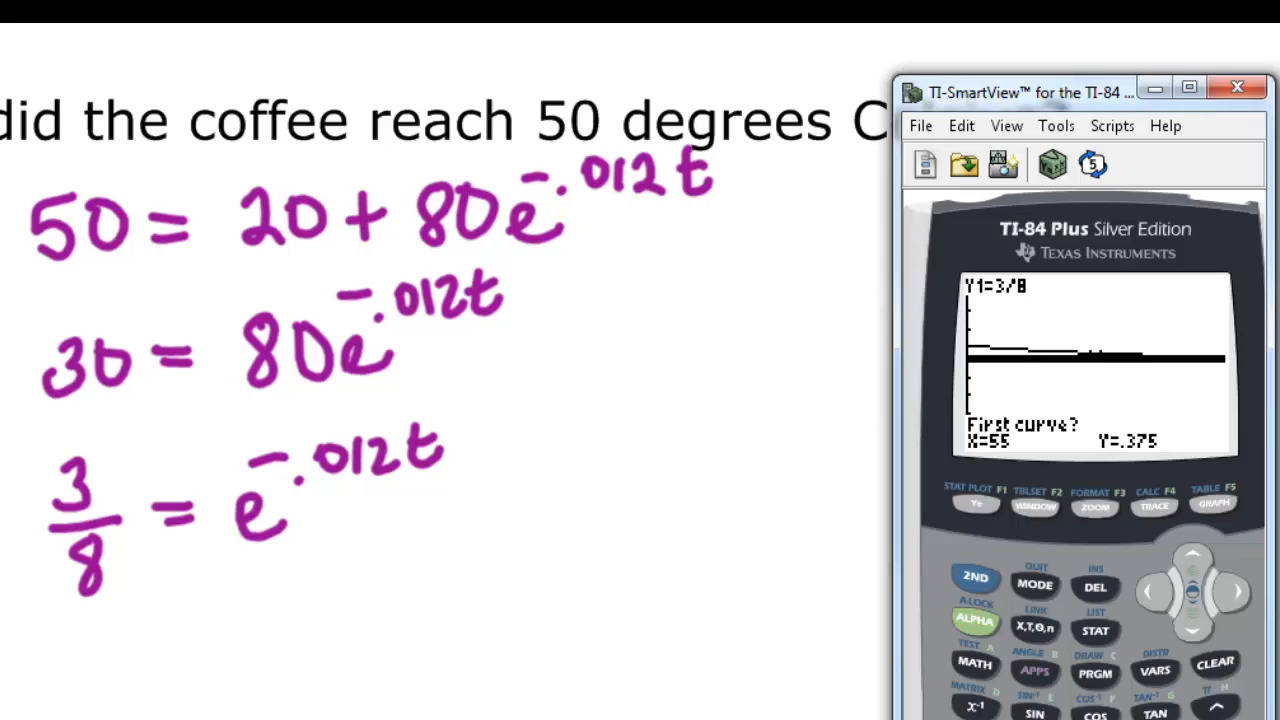 did the coffee reach 50 degrees C
50 = 20 + 80e^-.012t
30 = 80e^-.012t
3/8 = e^-.012t
TI-SmartView™ for the TI-84 ...
File Edit View Tools Scripts Help
5
TI-84 Plus Silver Edition
TEXAS INSTRUMENTS
Y1=3/8
First curve?
X=55 Y=.375
STAT PLOT F1 TBLSET F2 FORMAT F3 CALC F4 TABLE F5
Y= WINDOW ZOOM TRACE GRAPH
QUIT INS
2ND MODE DEL
A-LOCK LINK LIST
ALPHA X,T,θ,n STAT
TEST A ANGLE B DRAW C DISTR
MATH APPS PRGM VARS CLEAR
MATRIX D SIN⁻¹ E COS⁻¹ F TAN⁻¹ G π H
x⁻¹ SIN COS TAN ^